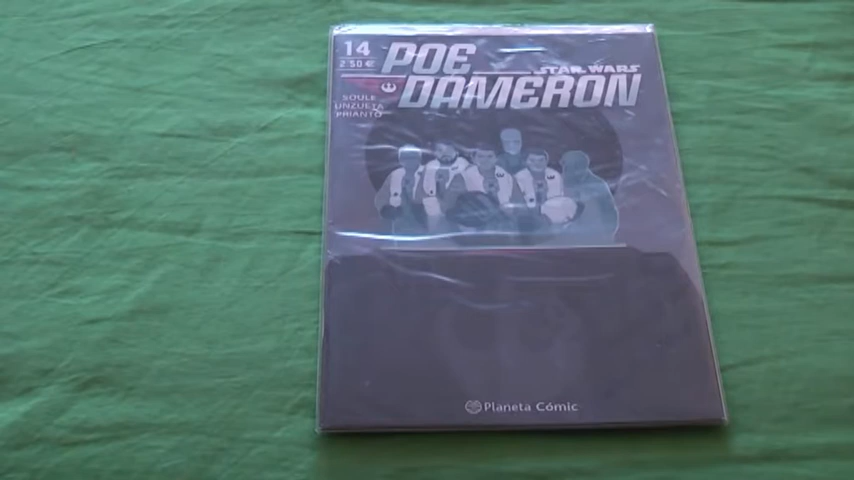 14
2'50 €
POE
STAR WARS
DAMERON
SOULE
UNZUETA
PRIANTO
Planeta Cómic